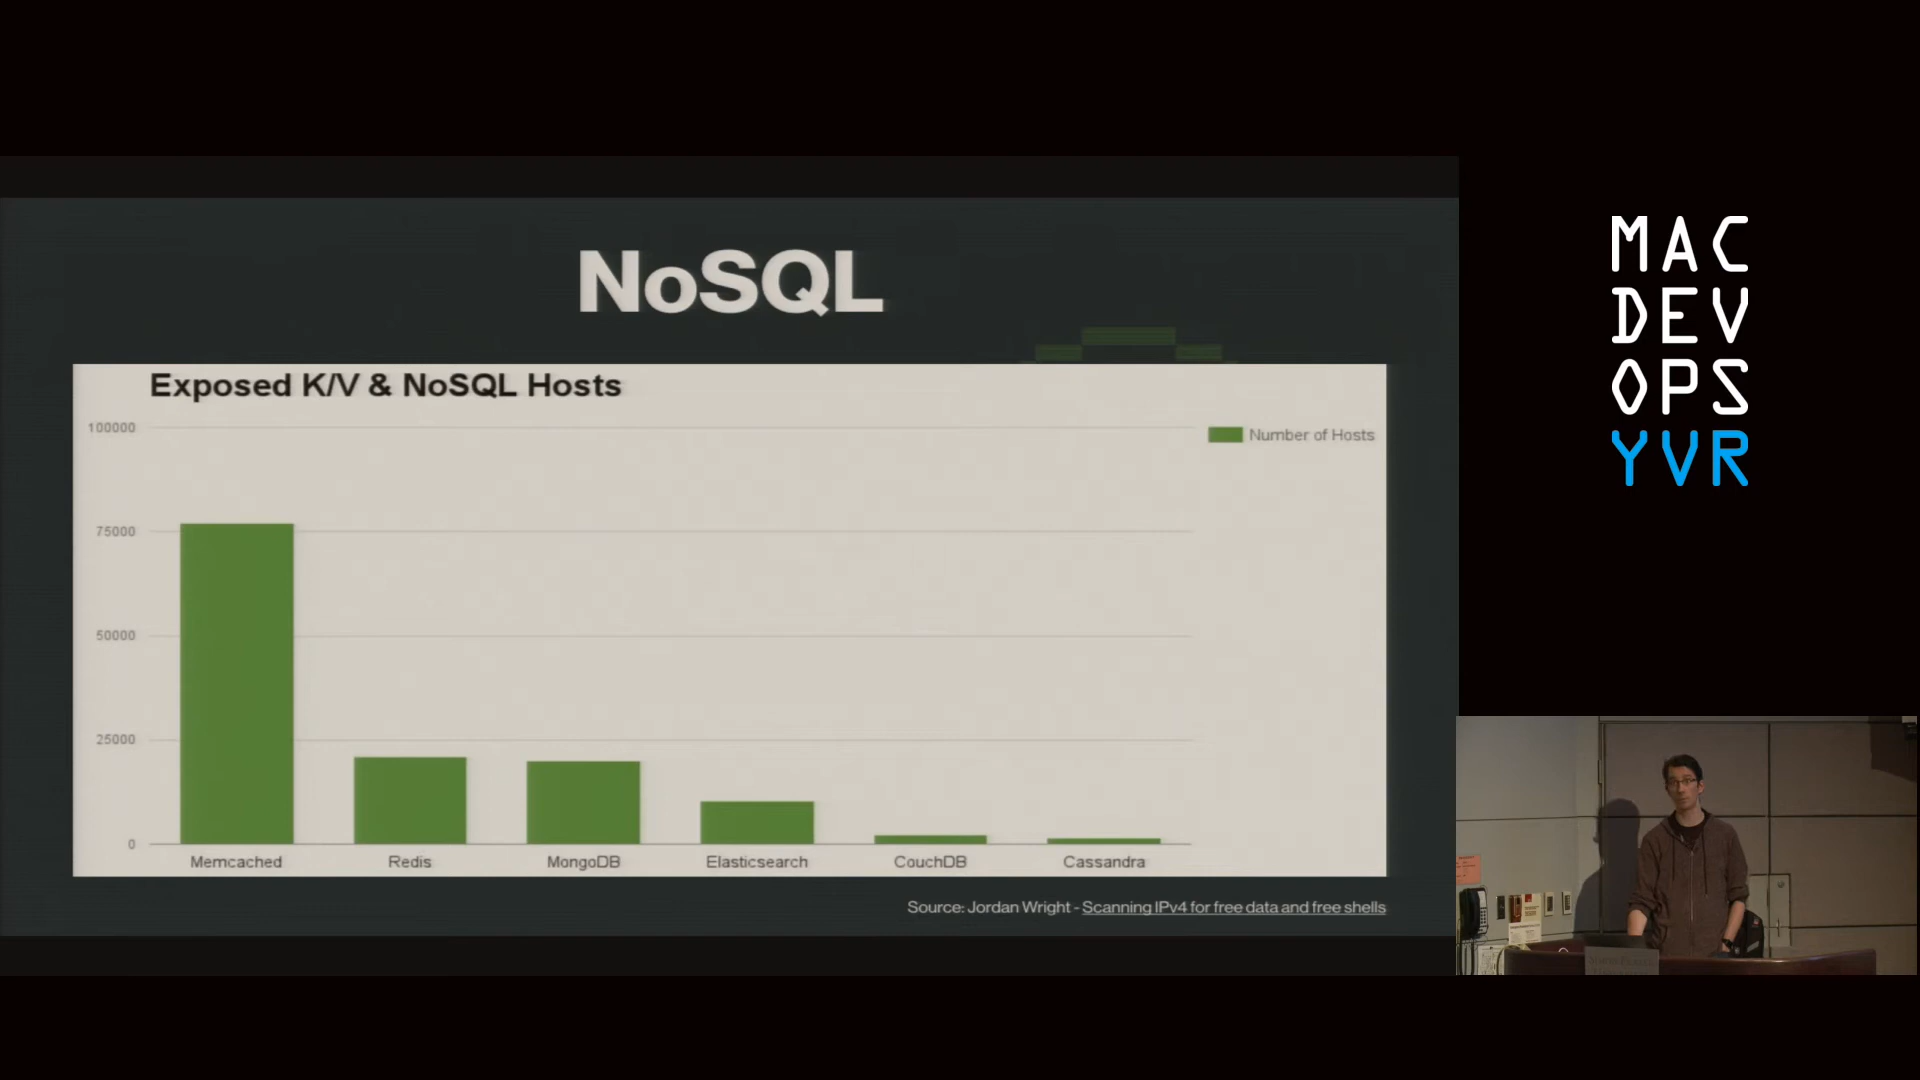 NoSQL
Exposed K/V & NoSQL Hosts
100000
75000
50000
25000
0
Number of Hosts
Memcached Redis MongoDB Elasticsearch CouchDB Cassandra
Source: Jordan Wright - Scanning IPv4 for free data and free shells
MAC
DEV
OPS
YVR